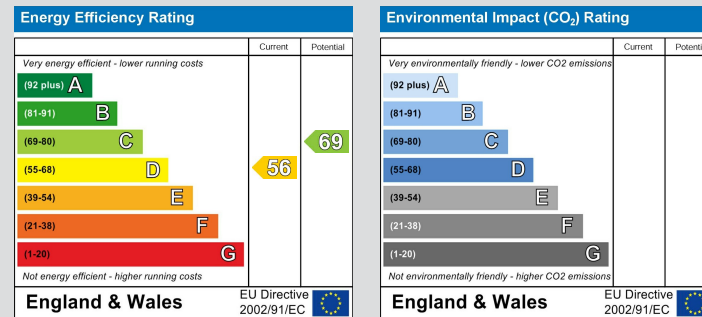 Energy Efficiency Rating
Current Potential
Very energy efficient - lower running costs
(92 plus) A
(81-91) B
(69-80) C 69
(55-68) D 56
(39-54) E
(21-38) F
(1-20) G
Not energy efficient - higher running costs
England & Wales
EU Directive
2002/91/EC
Environmental Impact (CO₂) Rating
Current Potenti
Very environmentally friendly - lower CO2 emissions
(92 plus) A
(81-91) B
(69-80) C
(55-68) D
(39-54) E
(21-38) F
(1-20) G
Not environmentally friendly - higher CO2 emissions
England & Wales
EU Directive
2002/91/EC